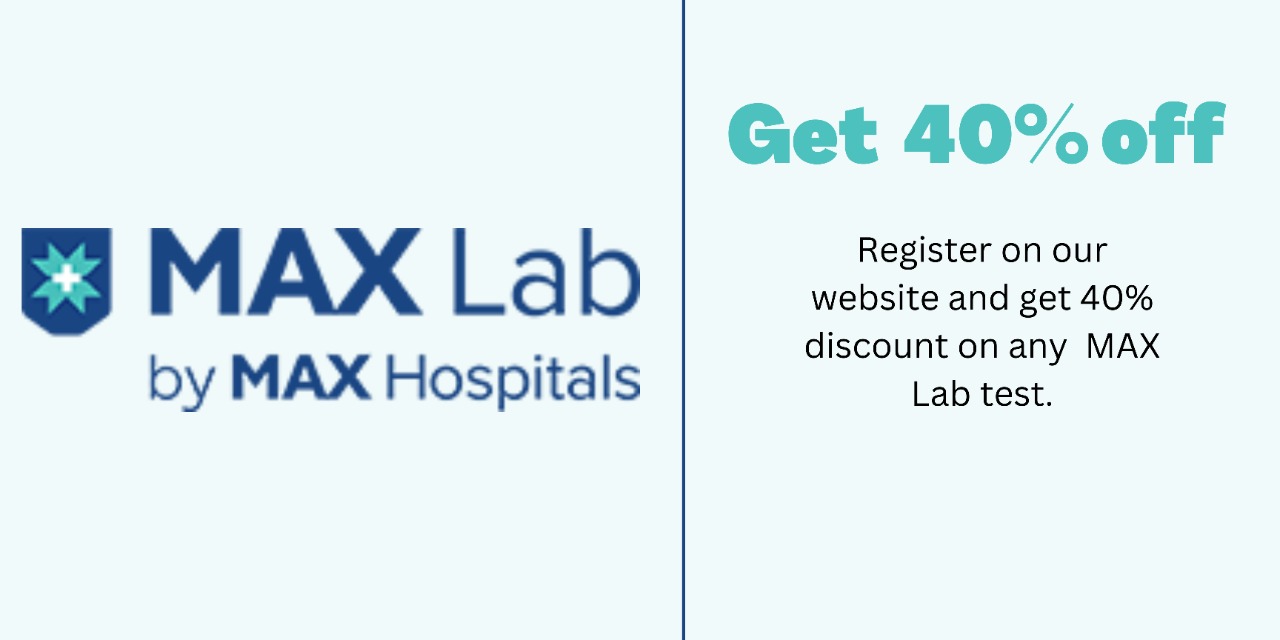 MAX Lab
by MAX Hospitals
Get 40% off
Register on our
website and get 40%
discount on any MAX
Lab test.